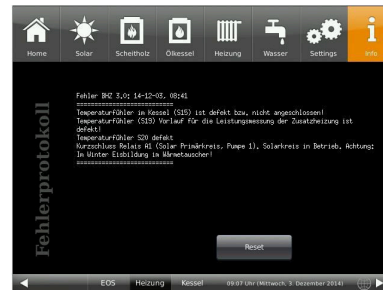 Home Solar Scheitholz Ölkessel Heizung Wasser Settings Info
Fehlerprotokoll
Fehler BHZ 3.0: 14-12-03, 08:41
===========================
Temperaturfühler im Kessel (S15) ist defekt bzw. nicht angeschlossen!
Temperaturfühler (S19) Vorlauf für die Leistungsmessung der Zusatzheizung ist
defekt!
Temperaturfühler S20 defekt
Kurzschluss Relais A1 (Solar Primärkreis, Pumpe 1), Solarkreis in Betrieb, Achtung:
Im Winter Eisbildung im Wärmetauscher!
===========================
Reset
EOS Heizung Kessel 09:07 Uhr (Mittwoch, 3. Dezember 2014)